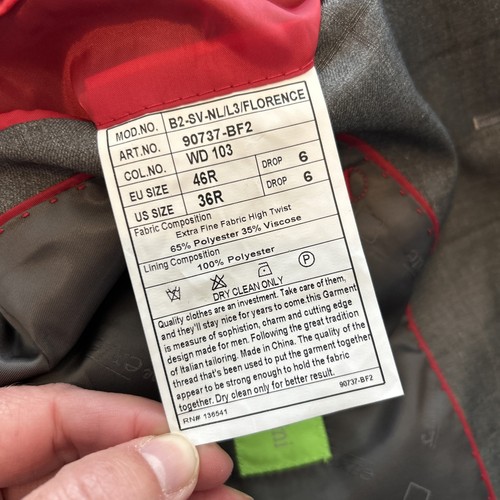 MOD.NO. B2-SV-NL/L3/FLORENCE
ART.NO. 90737-BF2
COL.NO. WD 103
EU SIZE 46R DROP 6
US SIZE 36R DROP 6
Fabric Composition
Extra Fine Fabric High Twist
65% Polyester 35% Viscose
Lining Composition
100% Polyester
P
DRY CLEAN ONLY
Quality clothes are an investment. Take care of them,
and they'll stay nice for years to come.this Garment
is measure of sophistion, charm and cutting edge
design made for men. Following the great tradition
of Italian tailoring. Made in China. The quality of the
thread that's been used to put the garment together
appear to be strong enough to hold the fabric
together. Dry clean only for better result.
90737-BF2
RN# 136541